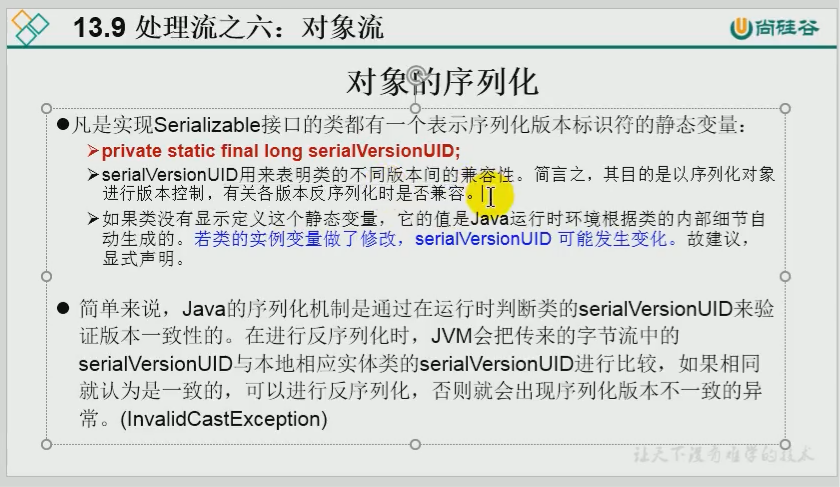 13.9 处理流之六：对象流
尚硅谷
对象的序列化
●凡是实现Serializable接口的类都有一个表示序列化版本标识符的静态变量：
➢private static final long serialVersionUID;
➢serialVersionUID用来表明类的不同版本间的兼容性。简言之，其目的是以序列化对象
进行版本控制，有关各版本反序列化时是否兼容。
➢如果类没有显示定义这个静态变量，它的值是Java运行时环境根据类的内部细节自
动生成的。若类的实例变量做了修改，serialVersionUID 可能发生变化。故建议，
显式声明。
● 简单来说，Java的序列化机制是通过在运行时判断类的serialVersionUID来验
证版本一致性的。在进行反序列化时，JVM会把传来的字节流中的
serialVersionUID与本地相应实体类的serialVersionUID进行比较，如果相同
就认为是一致的，可以进行反序列化，否则就会出现序列化版本不一致的异
常。(InvalidCastException)
让天下没有难学的技术